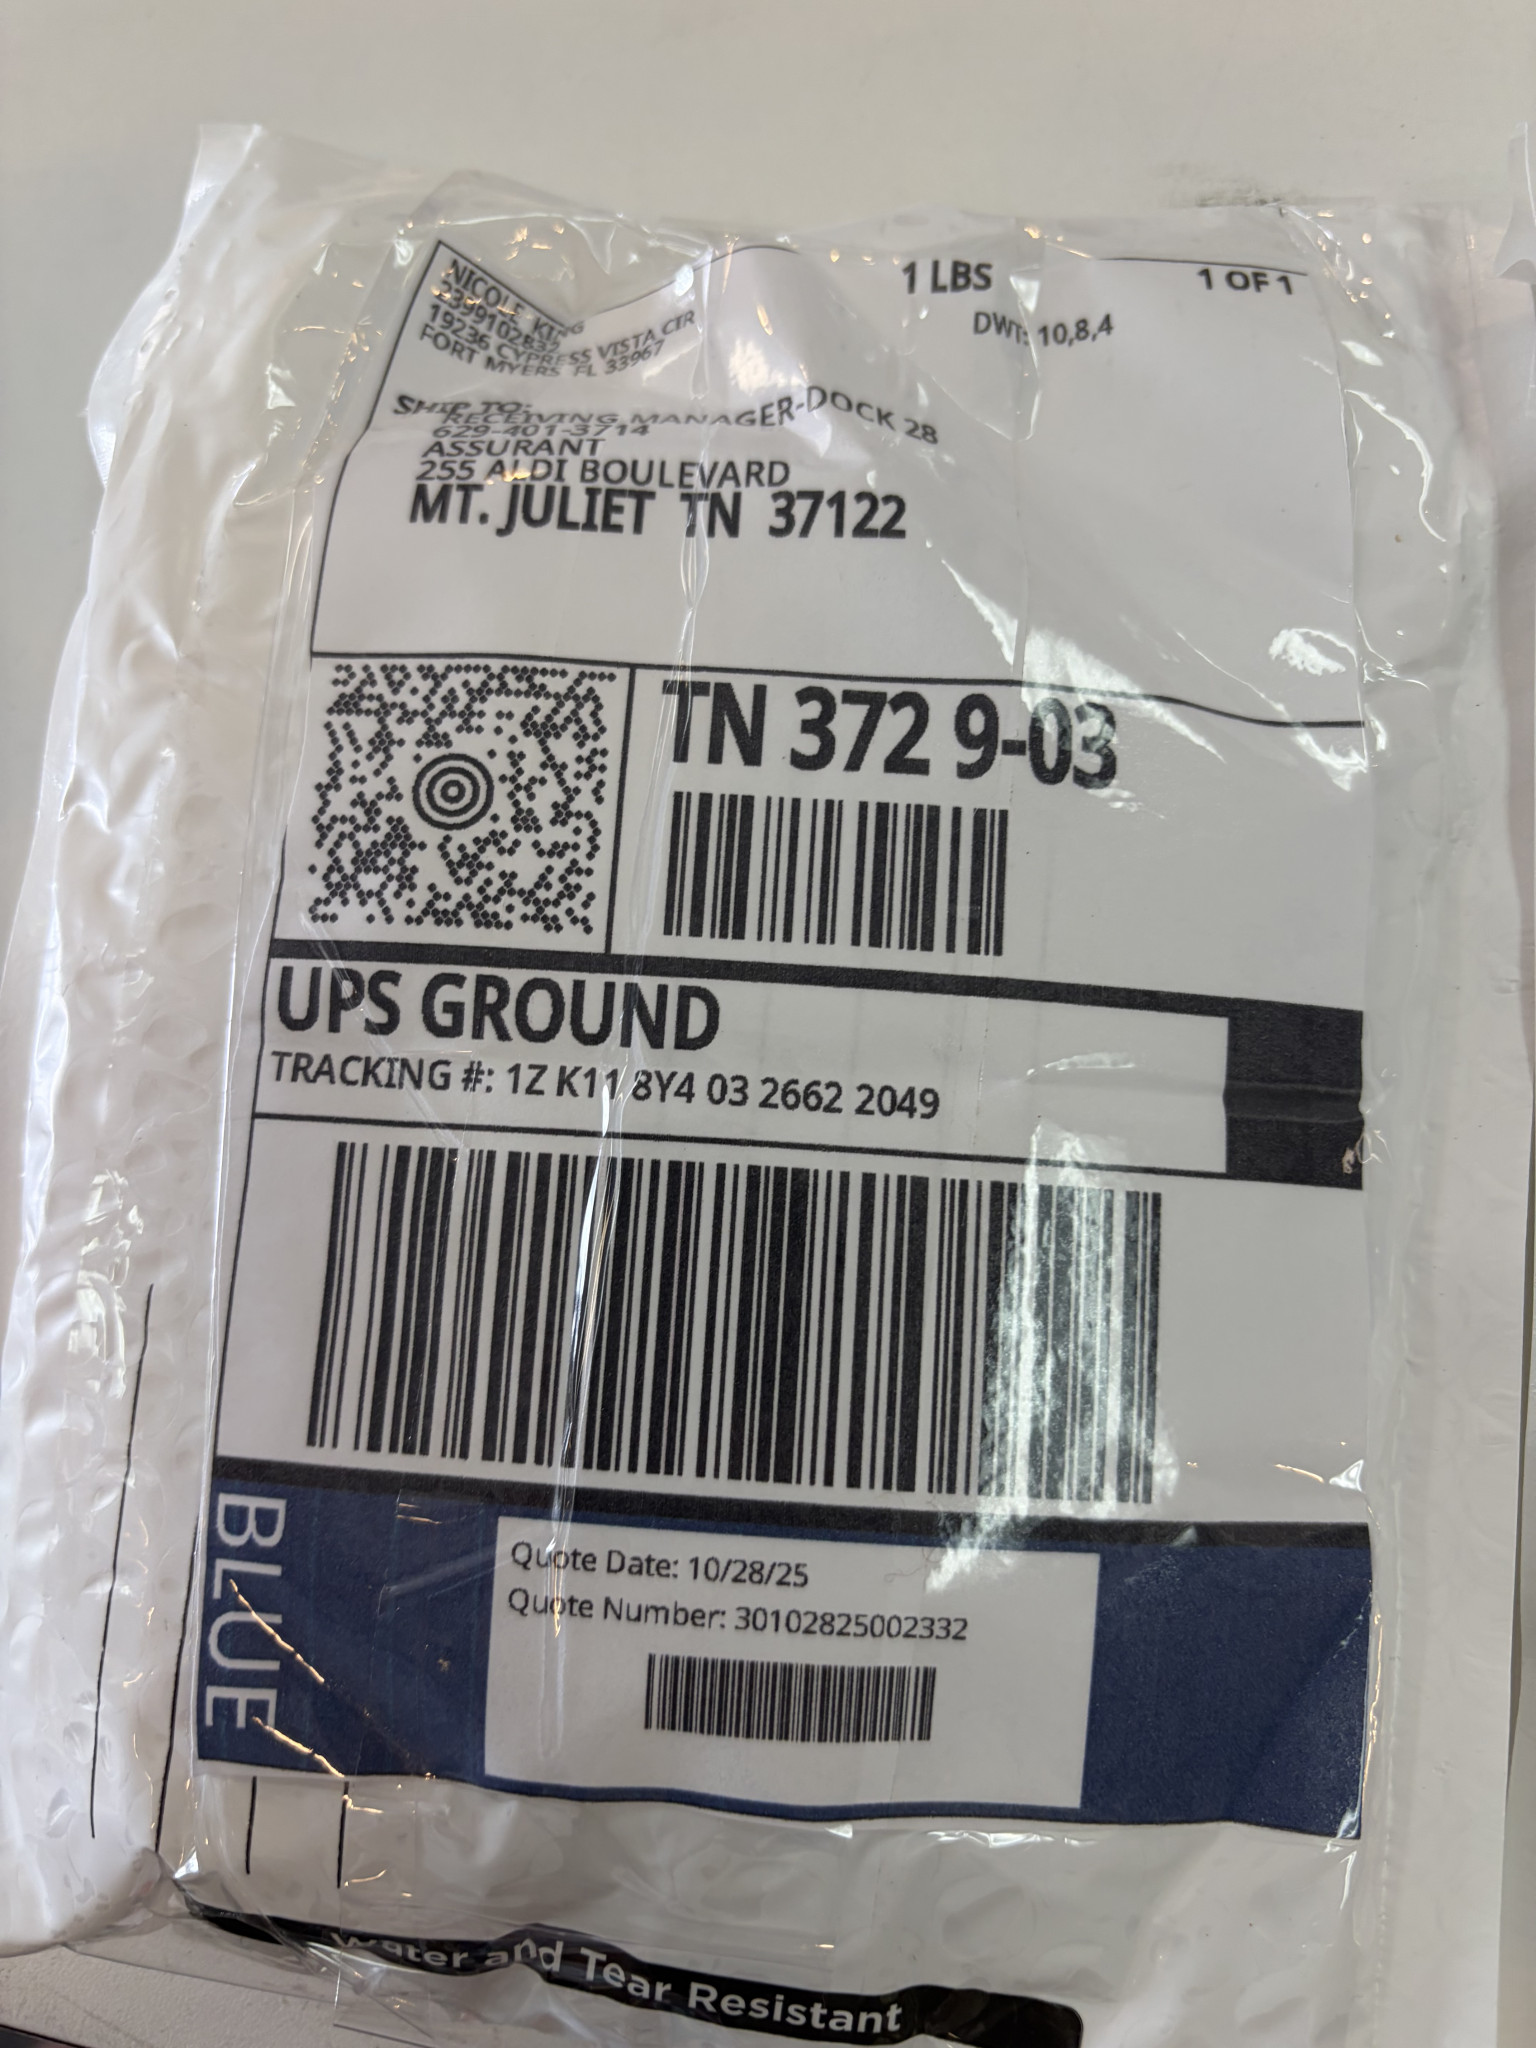 1 LBS
1 OF 1
DWT: 10,8,4
NICOLE KING
19236 CYPRESS VISTA CIR
FORT MYERS FL 33967
SHIP TO:
RECEIVING MANAGER-DOCK 28
629-401-3714
ASSURANT
255 ALDI BOULEVARD
MT. JULIET TN 37122
TN 372 9-03
UPS GROUND
TRACKING #: 1Z K11 8Y4 03 2662 2049
BLUE
Quote Date: 10/28/25
Quote Number: 30102825002332
Water and Tear Resistant